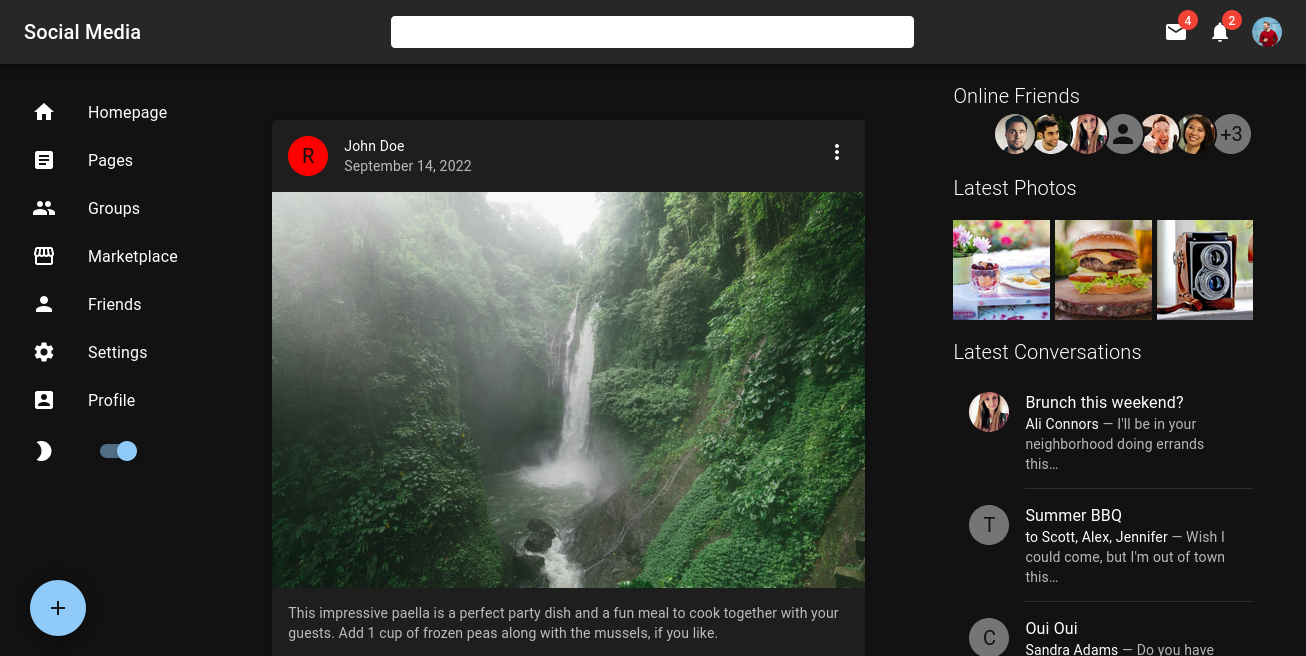 Social Media
4
2
Homepage
Pages
Groups
Marketplace
Friends
Settings
Profile
R
John Doe
September 14, 2022
This impressive paella is a perfect party dish and a fun meal to cook together with your
guests. Add 1 cup of frozen peas along with the mussels, if you like.
Online Friends
+3
Latest Photos
Latest Conversations
Brunch this weekend?
Ali Connors — I'll be in your
neighborhood doing errands
this…
T
Summer BBQ
to Scott, Alex, Jennifer — Wish I
could come, but I'm out of town
this…
C
Oui Oui
Sandra Adams — Do you have